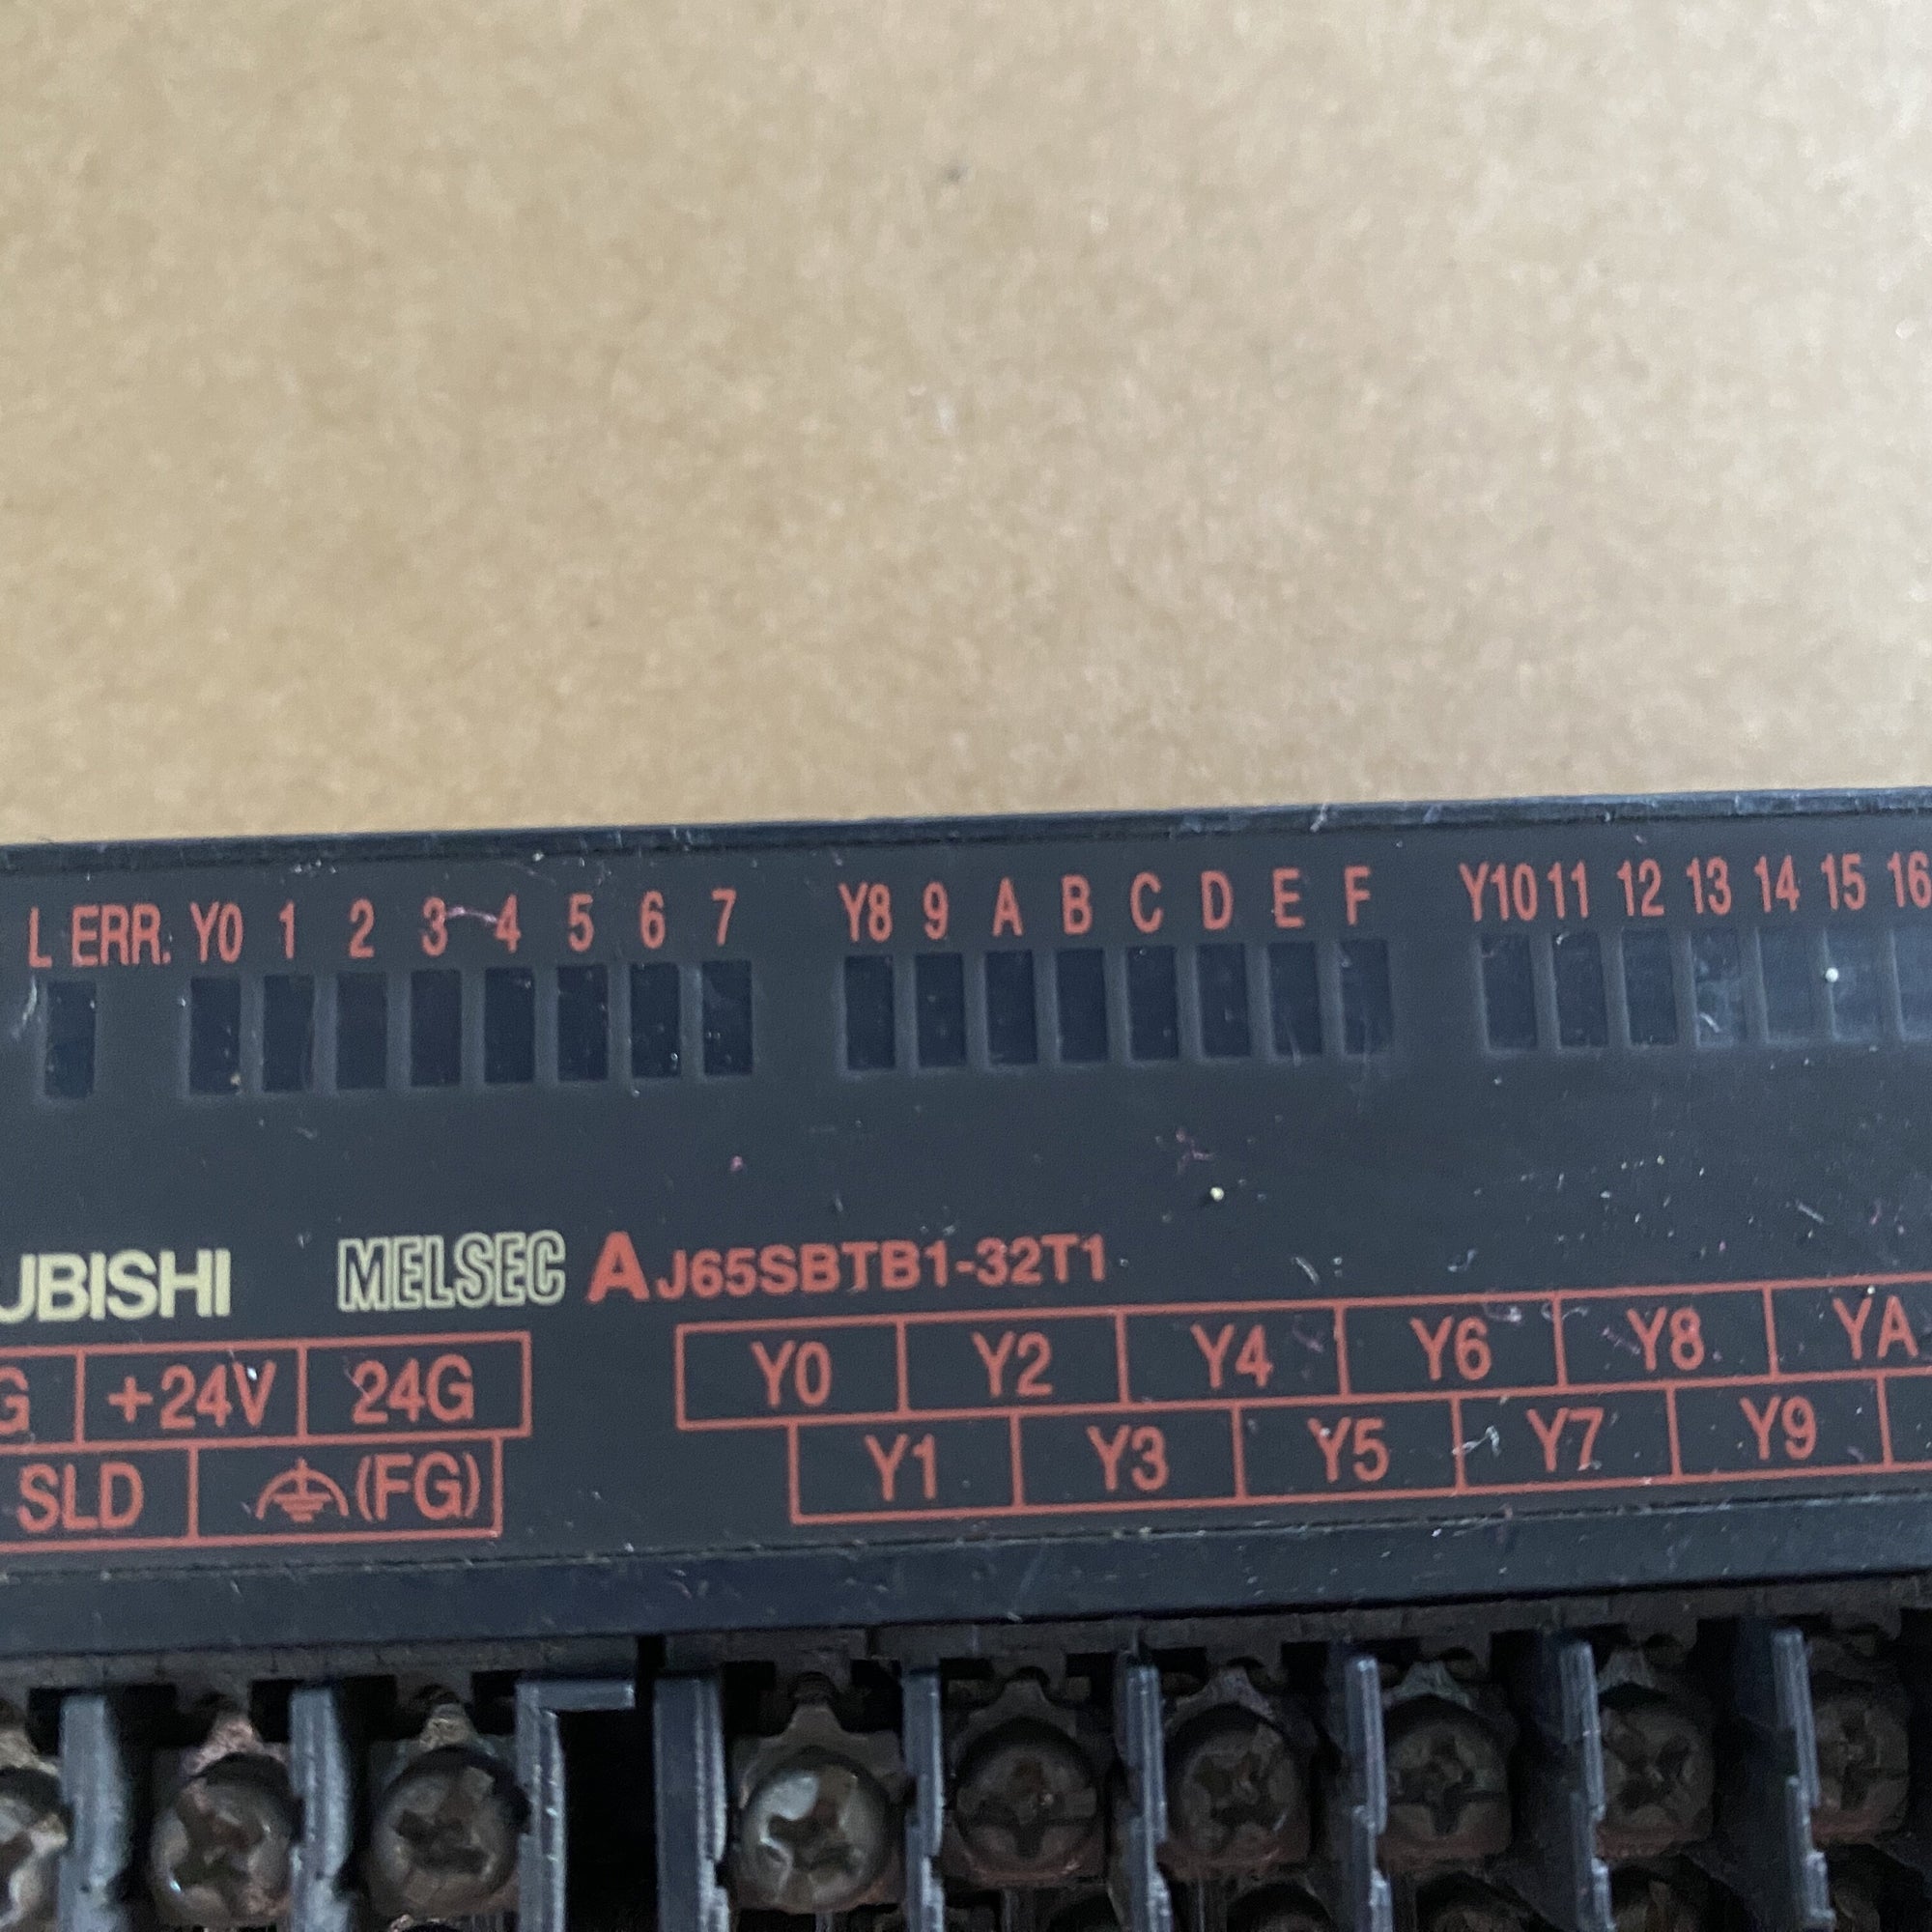 L ERR. Y0 1 2 3 4 5 6 7 Y8 9 A B C D E F Y10 11 12 13 14 15 16
UBISHI MELSEC A J65SBTB1-32T1
G +24V 24G Y0 Y2 Y4 Y6 Y8 YA
SLD (FG) Y1 Y3 Y5 Y7 Y9